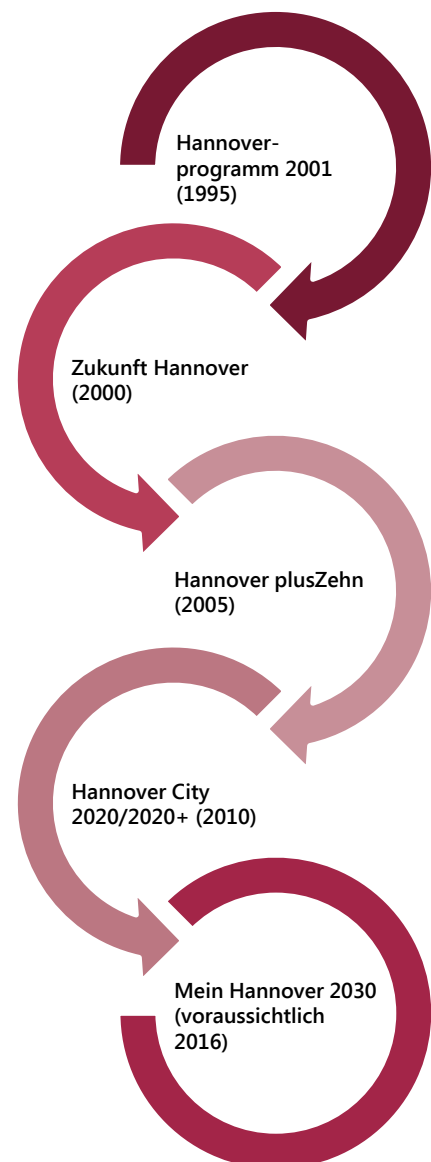 Hannover-
programm 2001
(1995)
Zukunft Hannover
(2000)
Hannover plusZehn
(2005)
Hannover City
2020/2020+ (2010)
Mein Hannover 2030
(voraussichtlich
2016)